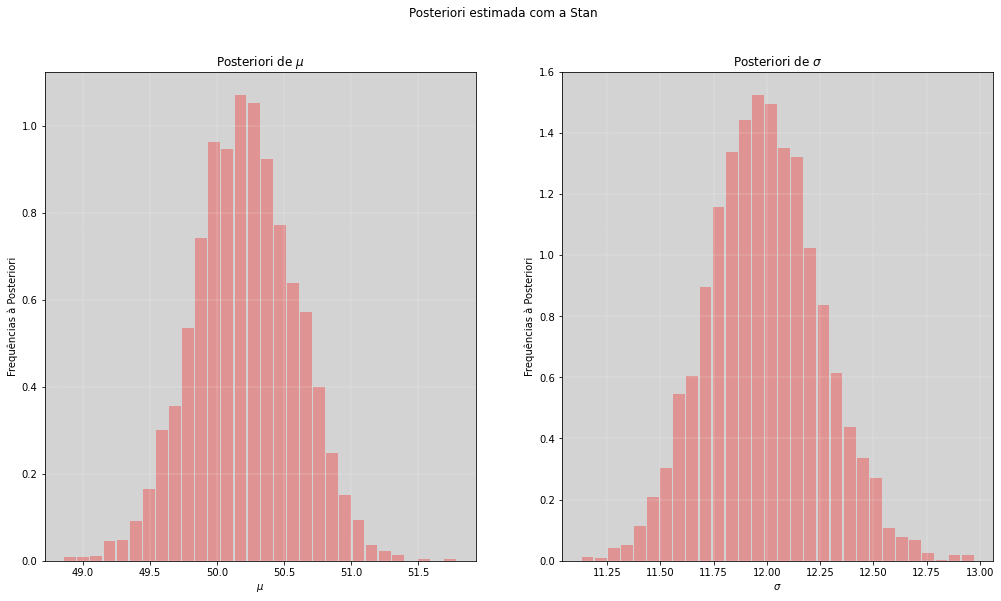 Posteriori estimada com a Stan
Posteriori de μ
Frequências à Posteriori
1.0
0.8
0.6
0.4
0.2
0.0
49.0 49.5 50.0 50.5 51.0 51.5
μ
Posteriori de σ
Frequências à Posteriori
1.6
1.4
1.2
1.0
0.8
0.6
0.4
0.2
0.0
11.25 11.50 11.75 12.00 12.25 12.50 12.75 13.00
σ